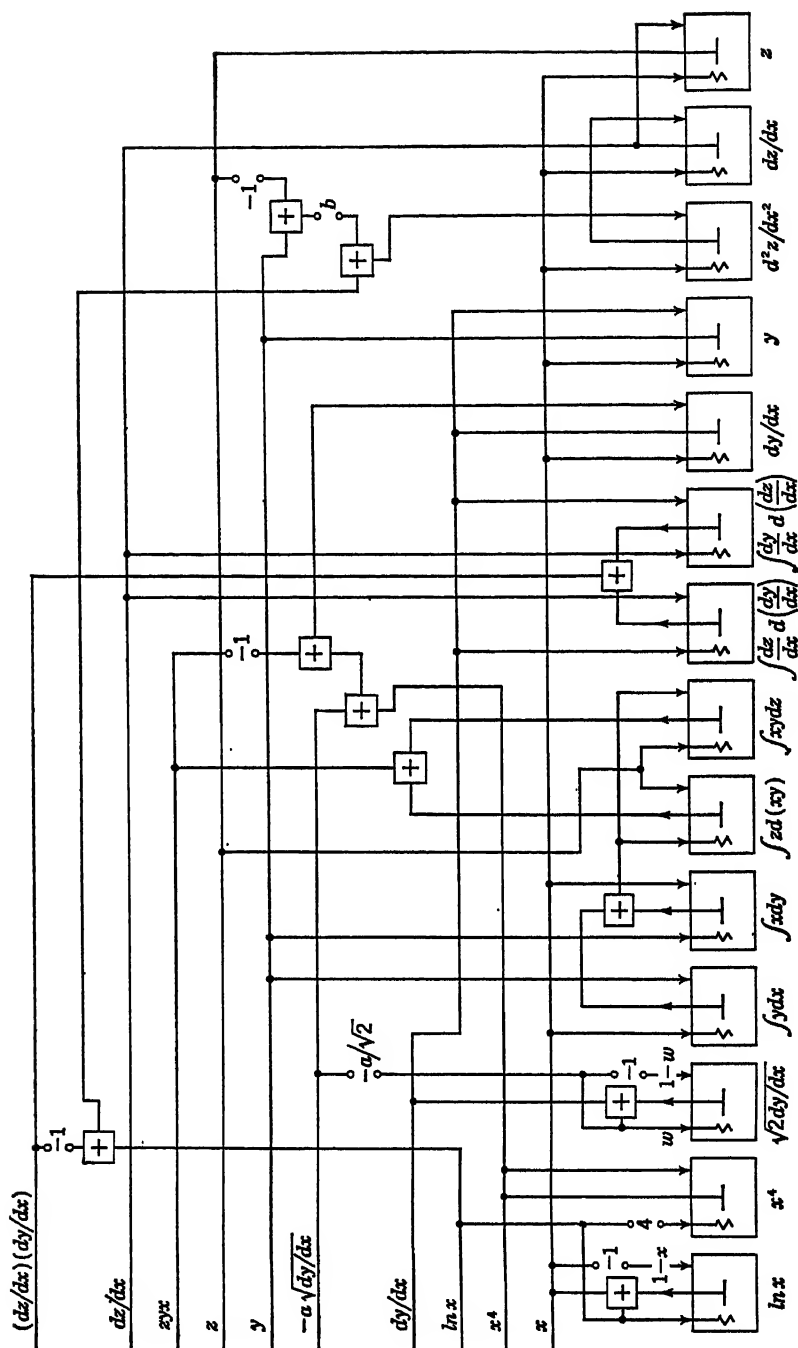 (dz/dx)(dy/dx)
dz/dx
zyx
z
y
-a√dy/dx
dy/dx
ln x
x⁴
x
-1
-1
-1
b
-1
-a/√2
-1
4
-1
1-x
w
1-w
+
+
+
+
+
+
+
+
+
+
+
ln x
x⁴
√2dy/dx
∫ydx
∫xdy
∫zd(xy)
∫xydz
∫dz/dx d(dy/dx)
∫dy/dx d(dz/dx)
dy/dx
y
d²z/dx²
dz/dx
z